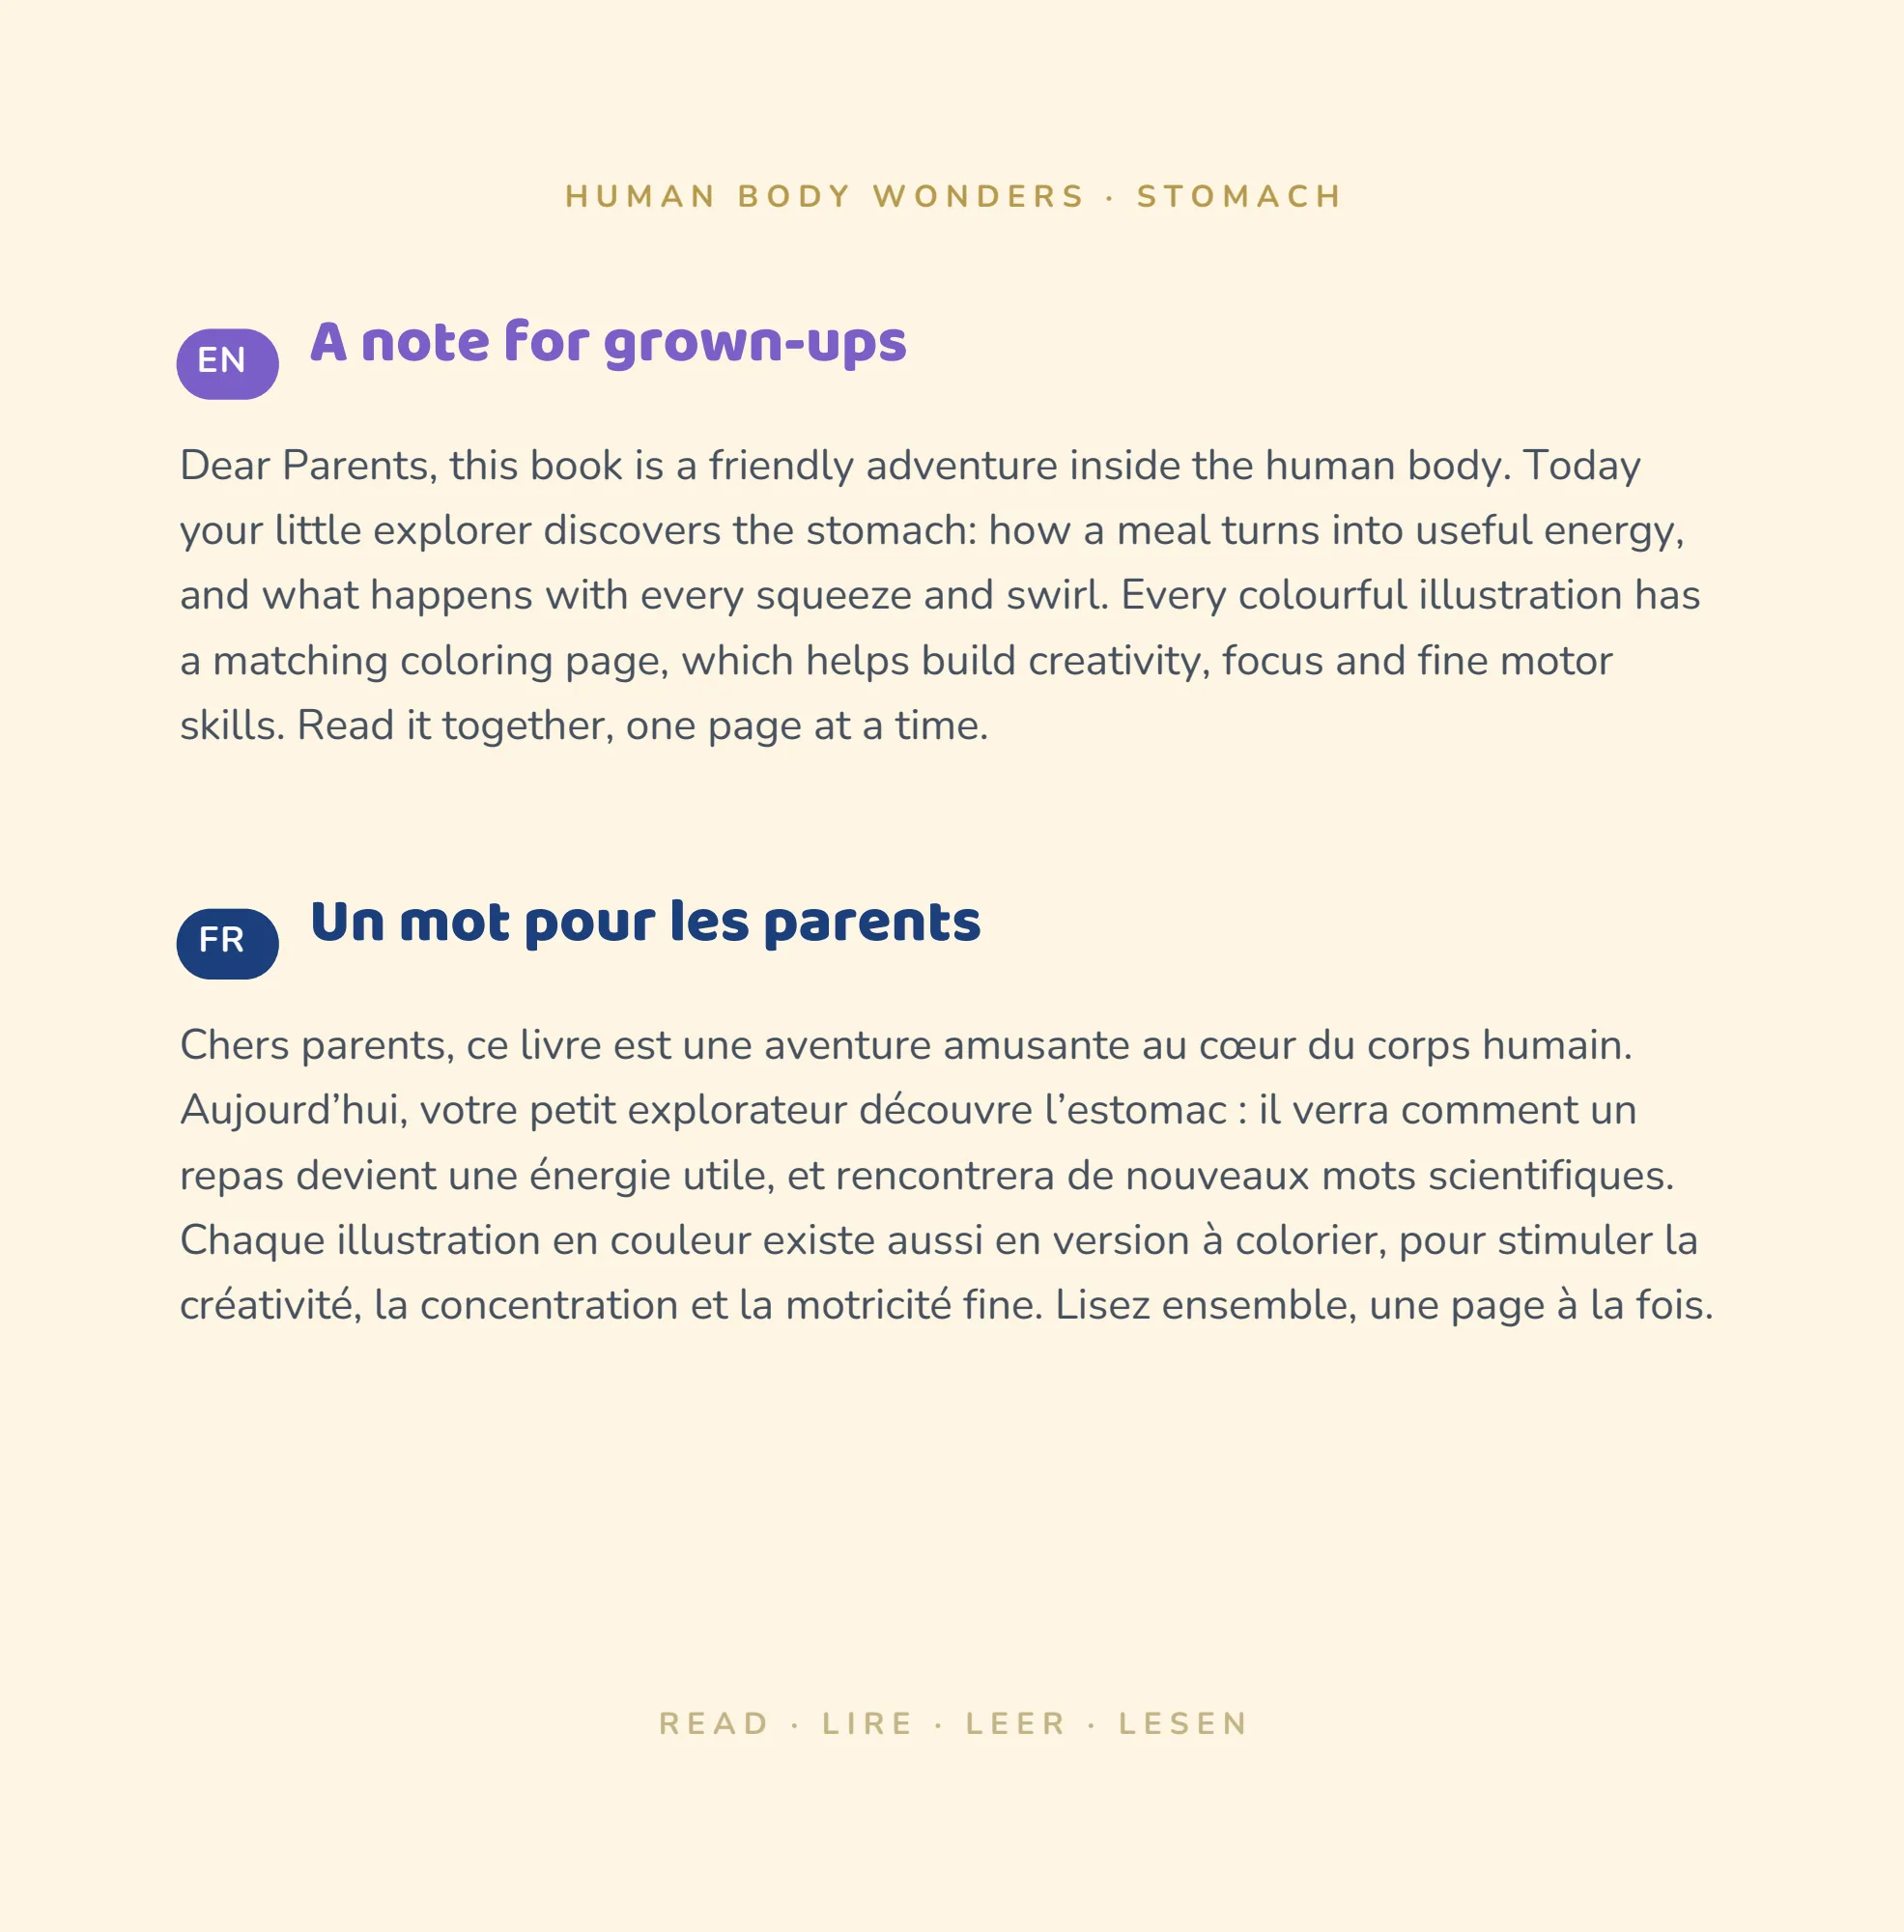 HUMAN BODY WONDERS · STOMACH
EN A note for grown-ups
Dear Parents, this book is a friendly adventure inside the human body. Today
your little explorer discovers the stomach: how a meal turns into useful energy,
and what happens with every squeeze and swirl. Every colourful illustration has
a matching coloring page, which helps build creativity, focus and fine motor
skills. Read it together, one page at a time.
FR Un mot pour les parents
Chers parents, ce livre est une aventure amusante au cœur du corps humain.
Aujourd’hui, votre petit explorateur découvre l’estomac : il verra comment un
repas devient une énergie utile, et rencontrera de nouveaux mots scientifiques.
Chaque illustration en couleur existe aussi en version à colorier, pour stimuler la
créativité, la concentration et la motricité fine. Lisez ensemble, une page à la fois.
READ · LIRE · LEER · LESEN